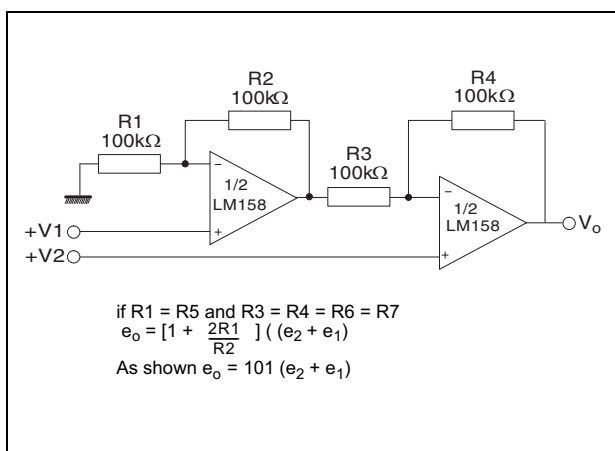 R2
100kΩ
R4
100kΩ
R1
100kΩ
R3
100kΩ
−
1/2
LM158
+
−
1/2
LM158
+
+V1
+V2
Vo
if R1 = R5 and R3 = R4 = R6 = R7
eo = [1 + 2R1/R2 ] ( (e2 + e1)
As shown eo = 101 (e2 + e1)